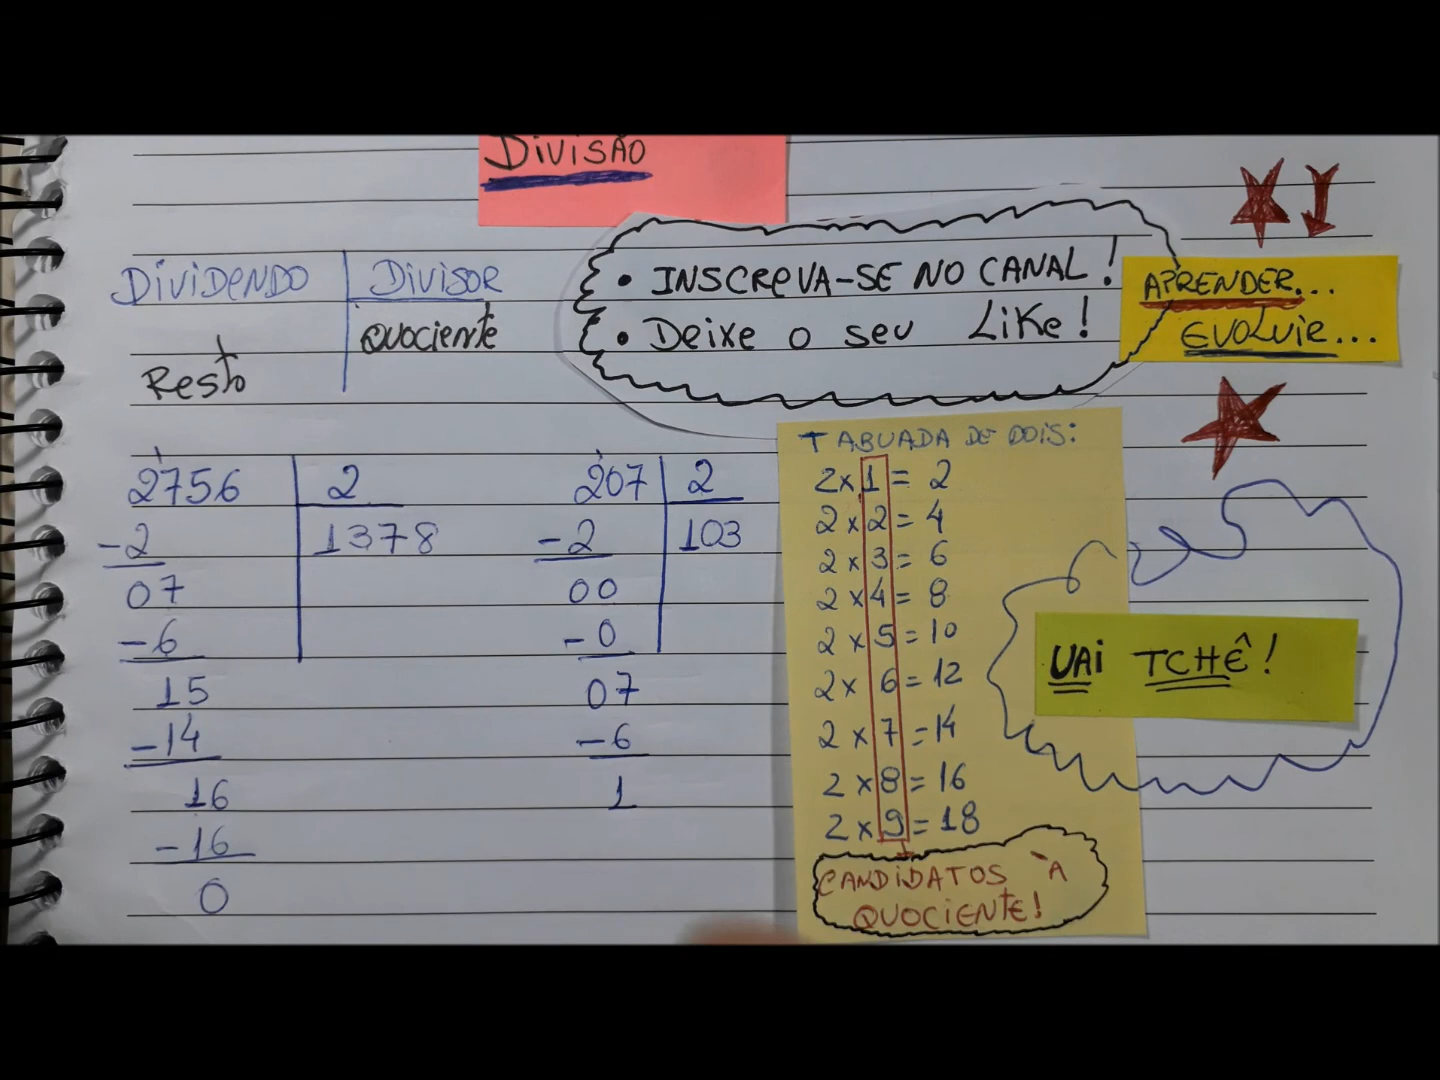 DIVISÃO
DIVIDENDO DIVISOR
QUOCIENTE
RESTO
• INSCREVA-SE NO CANAL!
• DEIXE O SEU LIKE!
APRENDER...
EVOLUIR...
2756 2
-2 1378
07
-6
15
-14
16
-16
0
207 2
-2 103
00
-0
07
-6
1
TABUADA DE DOIS:
2x1=2
2x2=4
2x3=6
2x4=8
2x5=10
2x6=12
2x7=14
2x8=16
2x9=18
CANDIDATOS À
QUOCIENTE!
VAI TCHÊ!